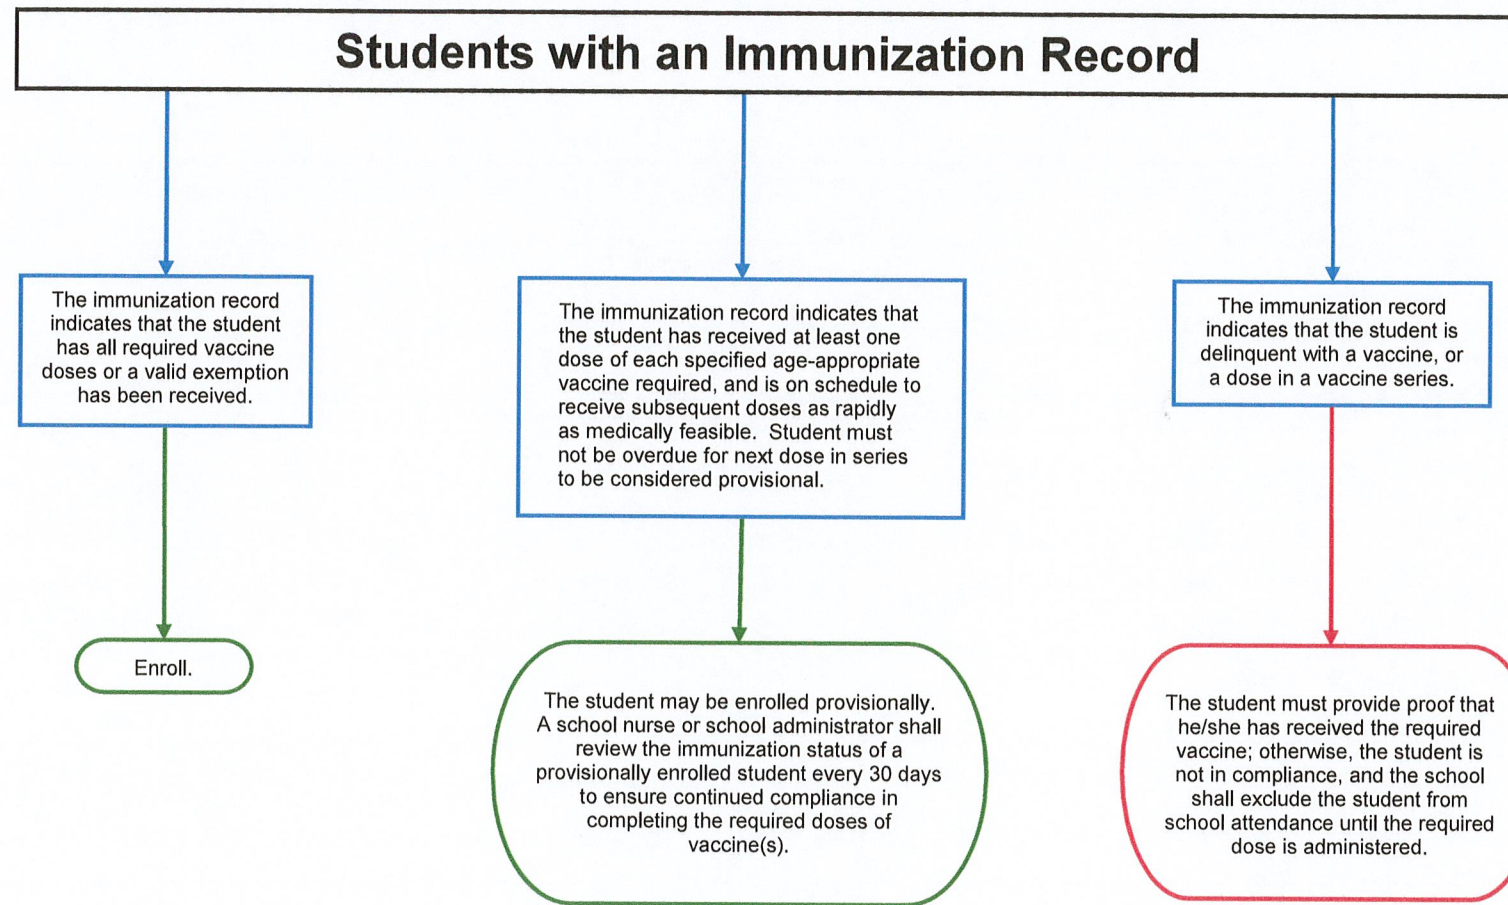 Students with an Immunization Record
The immunization record
indicates that the student
has all required vaccine
doses or a valid exemption
has been received.
The immunization record indicates that
the student has received at least one
dose of each specified age-appropriate
vaccine required, and is on schedule to
receive subsequent doses as rapidly
as medically feasible. Student must
not be overdue for next dose in series
to be considered provisional.
The immunization record
indicates that the student is
delinquent with a vaccine, or
a dose in a vaccine series.
Enroll.
The student may be enrolled provisionally.
A school nurse or school administrator shall
review the immunization status of a
provisionally enrolled student every 30 days
to ensure continued compliance in
completing the required doses of
vaccine(s).
The student must provide proof that
he/she has received the required
vaccine; otherwise, the student is
not in compliance, and the school
shall exclude the student from
school attendance until the required
dose is administered.